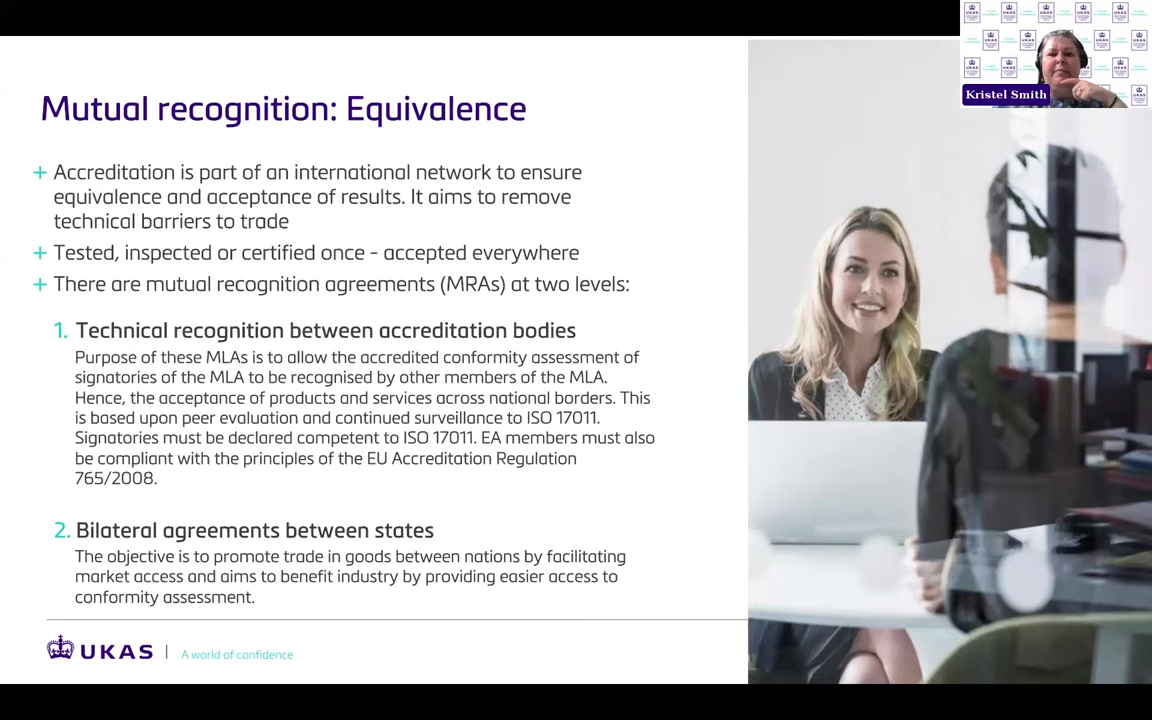 Kristel Smith
Mutual recognition: Equivalence
+ Accreditation is part of an international network to ensure
equivalence and acceptance of results. It aims to remove
technical barriers to trade
+ Tested, inspected or certified once - accepted everywhere
+ There are mutual recognition agreements (MRAs) at two levels:
1. Technical recognition between accreditation bodies
Purpose of these MLAs is to allow the accredited conformity assessment of
signatories of the MLA to be recognised by other members of the MLA.
Hence, the acceptance of products and services across national borders. This
is based upon peer evaluation and continued surveillance to ISO 17011.
Signatories must be declared competent to ISO 17011. EA members must also
be compliant with the principles of the EU Accreditation Regulation
765/2008.
2. Bilateral agreements between states
The objective is to promote trade in goods between nations by facilitating
market access and aims to benefit industry by providing easier access to
conformity assessment.
UKAS | A world of confidence